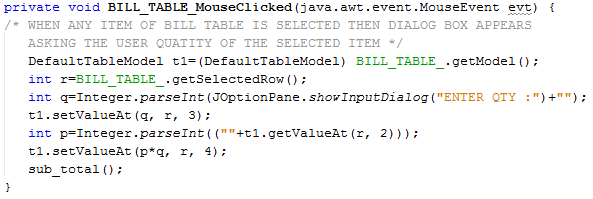 private void BILL_TABLE_MouseClicked(java.awt.event.MouseEvent evt) {
/* WHEN ANY ITEM OF BILL TABLE IS SELECTED THEN DIALOG BOX APPEARS
ASKING THE USER QUATITY OF THE SELECTED ITEM */
DefaultTableModel t1=(DefaultTableModel) BILL_TABLE_.getModel();
int r=BILL_TABLE_.getSelectedRow();
int q=Integer.parseInt(JOptionPane.showInputDialog("ENTER QTY :")+"");
t1.setValueAt(q, r, 3);
int p=Integer.parseInt((""+t1.getValueAt(r, 2)));
t1.setValueAt(p*q, r, 4);
sub_total();
}